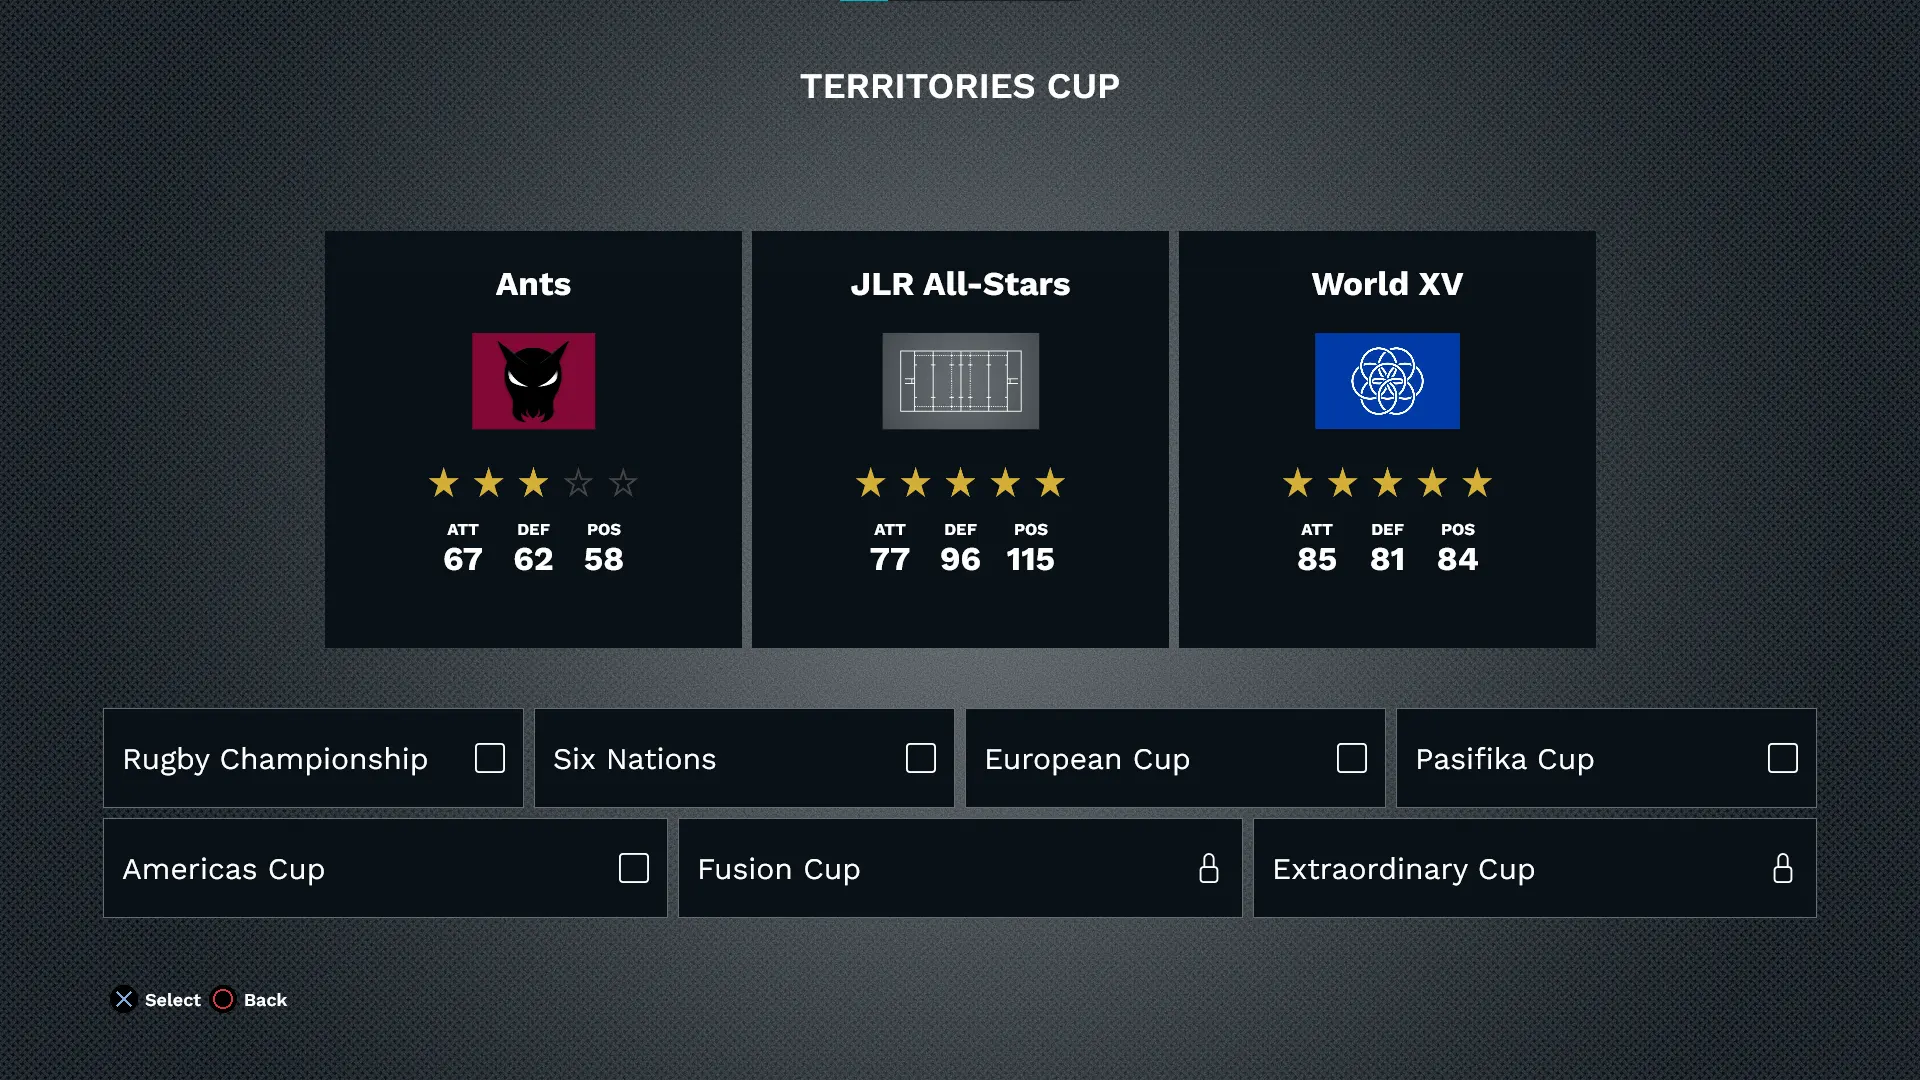 TERRITORIES CUP
Ants
JLR All-Stars
World XV
ATT DEF POS
67 62 58
ATT DEF POS
77 96 115
ATT DEF POS
85 81 84
Rugby Championship
Six Nations
European Cup
Pasifika Cup
Americas Cup
Fusion Cup
Extraordinary Cup
Select
Back